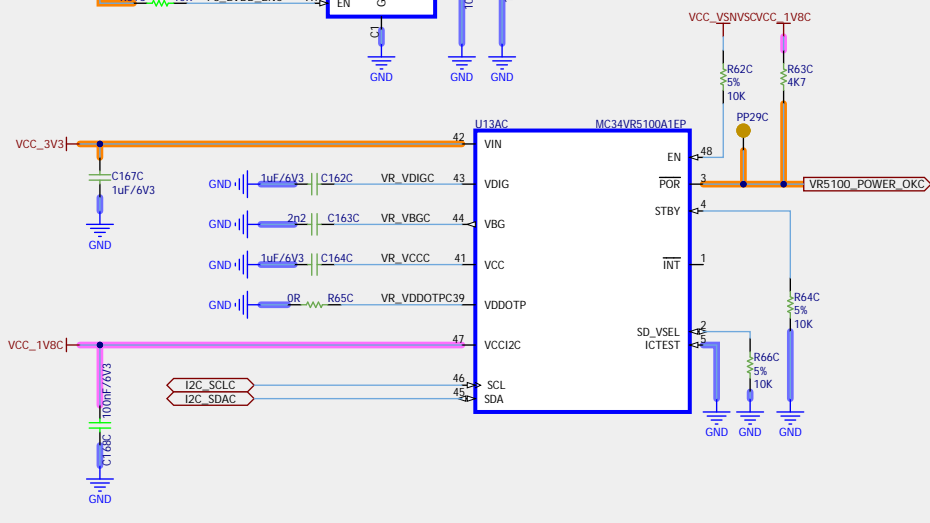 EN
C1
GND
GND
GND
VCC_VSNVSC
VCC_1V8C
R62C
5%
10K
R63C
4K7
PP29C
U13AC
MC34VR5100A1EP
VCC_3V3
42
VIN
EN
48
C167C
1uF/6V3
GND
GND
1uF/6V3
C162C
VR_VDIGC
43
VDIG
POR
3
VR5100_POWER_OKC
GND
2n2
C163C
VR_VBGC
44
VBG
STBY
4
GND
1uF/6V3
C164C
VR_VCCC
41
VCC
INT
1
GND
0R
R65C
VR_VDDOTPC
39
VDDOTP
R64C
5%
10K
VCC_1V8C
47
VCCI2C
SD_VSEL
2
ICTEST
5
R66C
5%
10K
100nF/6V3
C168C
GND
I2C_SCLC
46
SCL
I2C_SDAC
45
SDA
GND
GND
GND